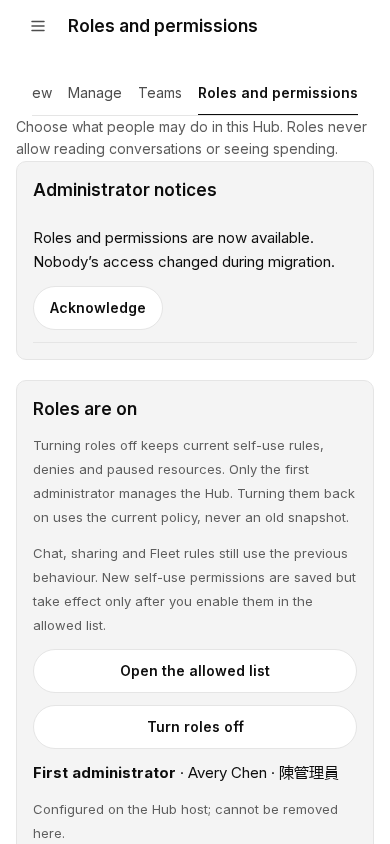 Roles and permissions
ew Manage Teams Roles and permissions
Choose what people may do in this Hub. Roles never
allow reading conversations or seeing spending.
Administrator notices
Roles and permissions are now available.
Nobody’s access changed during migration.
Acknowledge
Roles are on
Turning roles off keeps current self-use rules,
denies and paused resources. Only the first
administrator manages the Hub. Turning them back
on uses the current policy, never an old snapshot.
Chat, sharing and Fleet rules still use the previous
behaviour. New self-use permissions are saved but
take effect only after you enable them in the
allowed list.
Open the allowed list
Turn roles off
First administrator · Avery Chen · 陳管理員
Configured on the Hub host; cannot be removed
here.